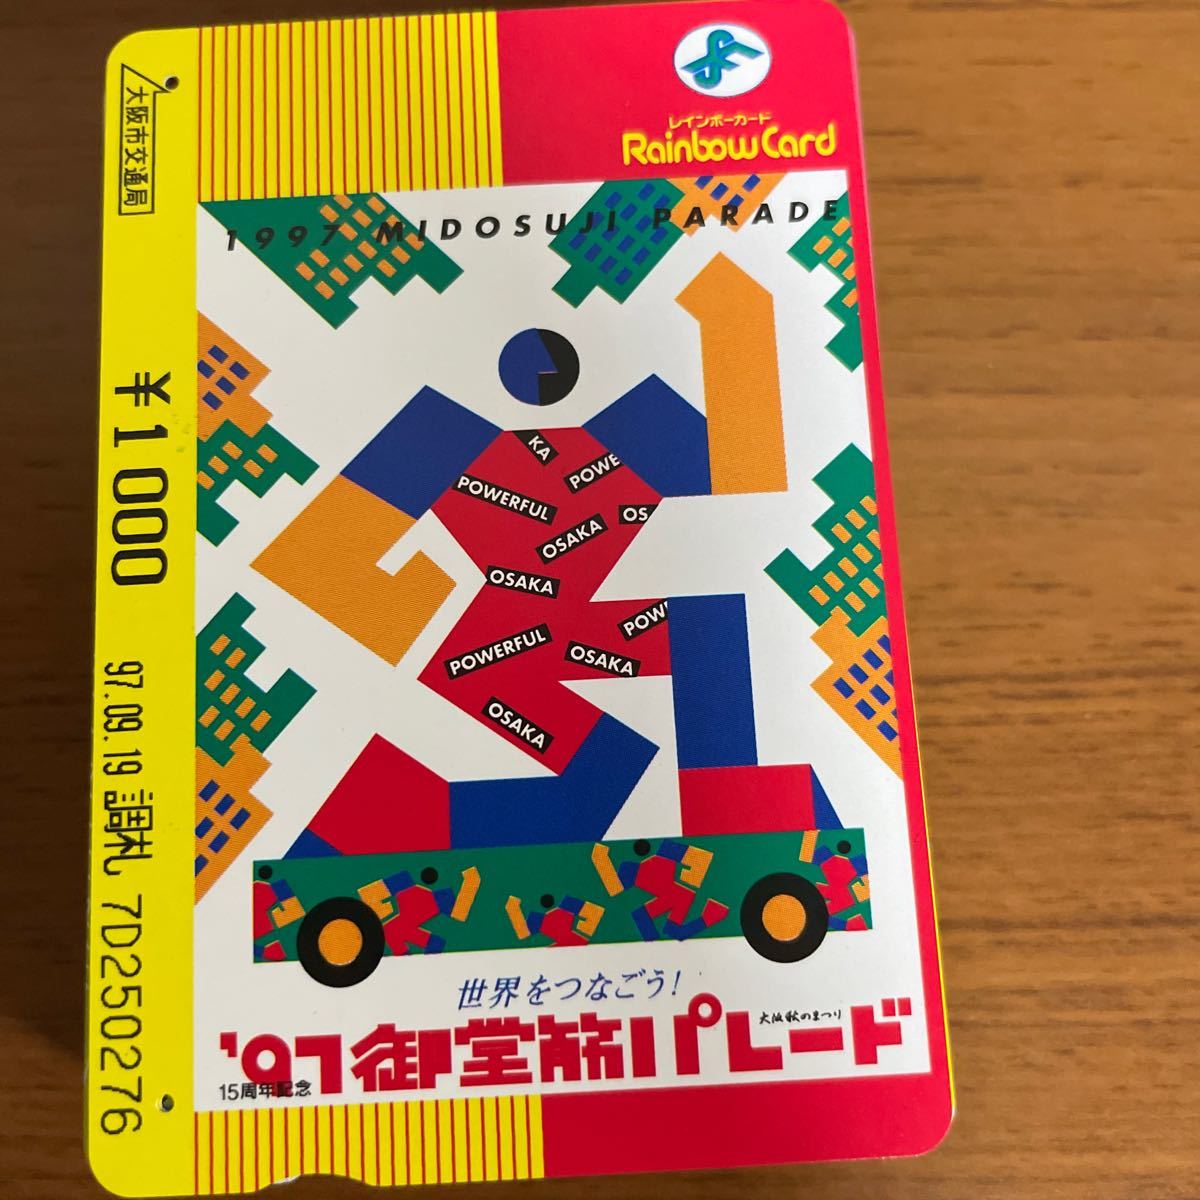 大阪市交通局
レインボーカード
Rainbow Card
1997 MIDOSUJI PARADE
KA
POWE
POWERFUL
OS
OSAKA
OSAKA
POW
POWERFUL
OSAKA
OSAKA
世界をつなごう!
大阪秋のまつり
'97御堂筋パレード
15周年記念
¥1000
97.09.19調札 7D250276